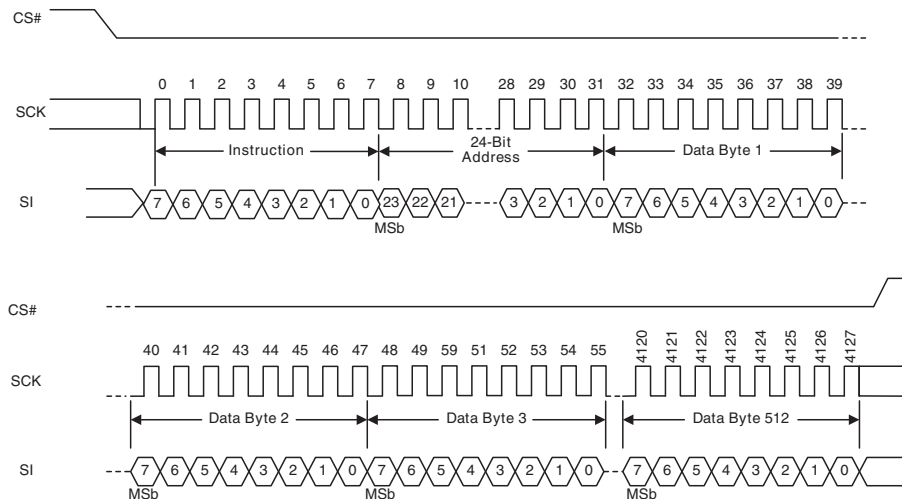 CS#
0 1 2 3 4 5 6 7 8 9 10 28 29 30 31 32 33 34 35 36 37 38 39
SCK
Instruction 24-Bit Address Data Byte 1
SI 7 6 5 4 3 2 1 0 23 22 21 3 2 1 0 7 6 5 4 3 2 1 0
MSb MSb
CS#
40 41 42 43 44 45 46 47 48 49 59 51 52 53 54 55 4120 4121 4122 4123 4124 4125 4126 4127
SCK
Data Byte 2 Data Byte 3 Data Byte 512
SI 7 6 5 4 3 2 1 0 7 6 5 4 3 2 1 0 7 6 5 4 3 2 1 0
MSb MSb MSb